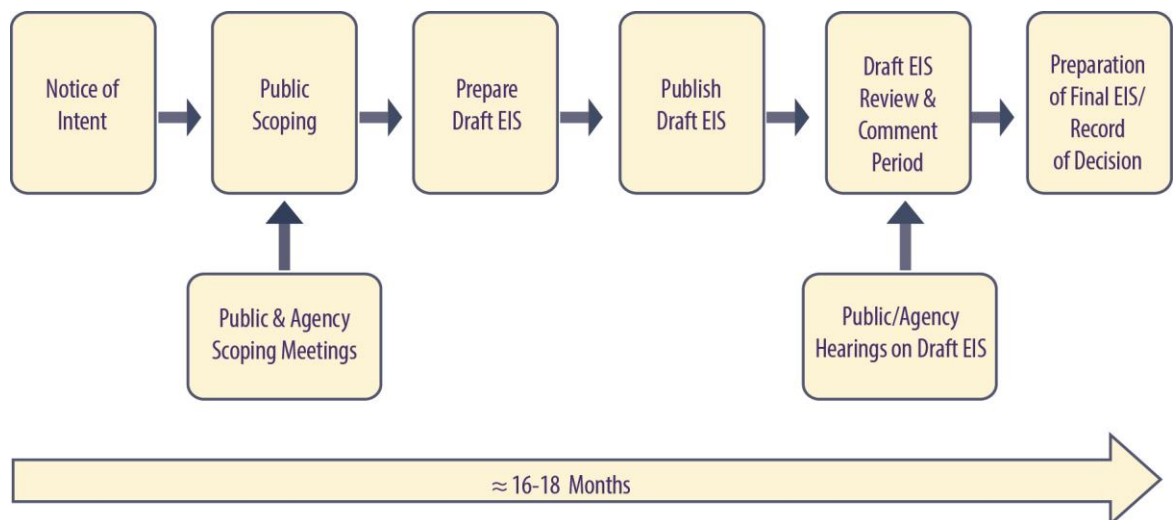 Notice of
Intent
Public
Scoping
Prepare
Draft EIS
Publish
Draft EIS
Draft EIS
Review &
Comment
Period
Preparation
of Final EIS/
Record
of Decision
Public & Agency
Scoping Meetings
Public/Agency
Hearings on Draft EIS
≈ 16-18 Months